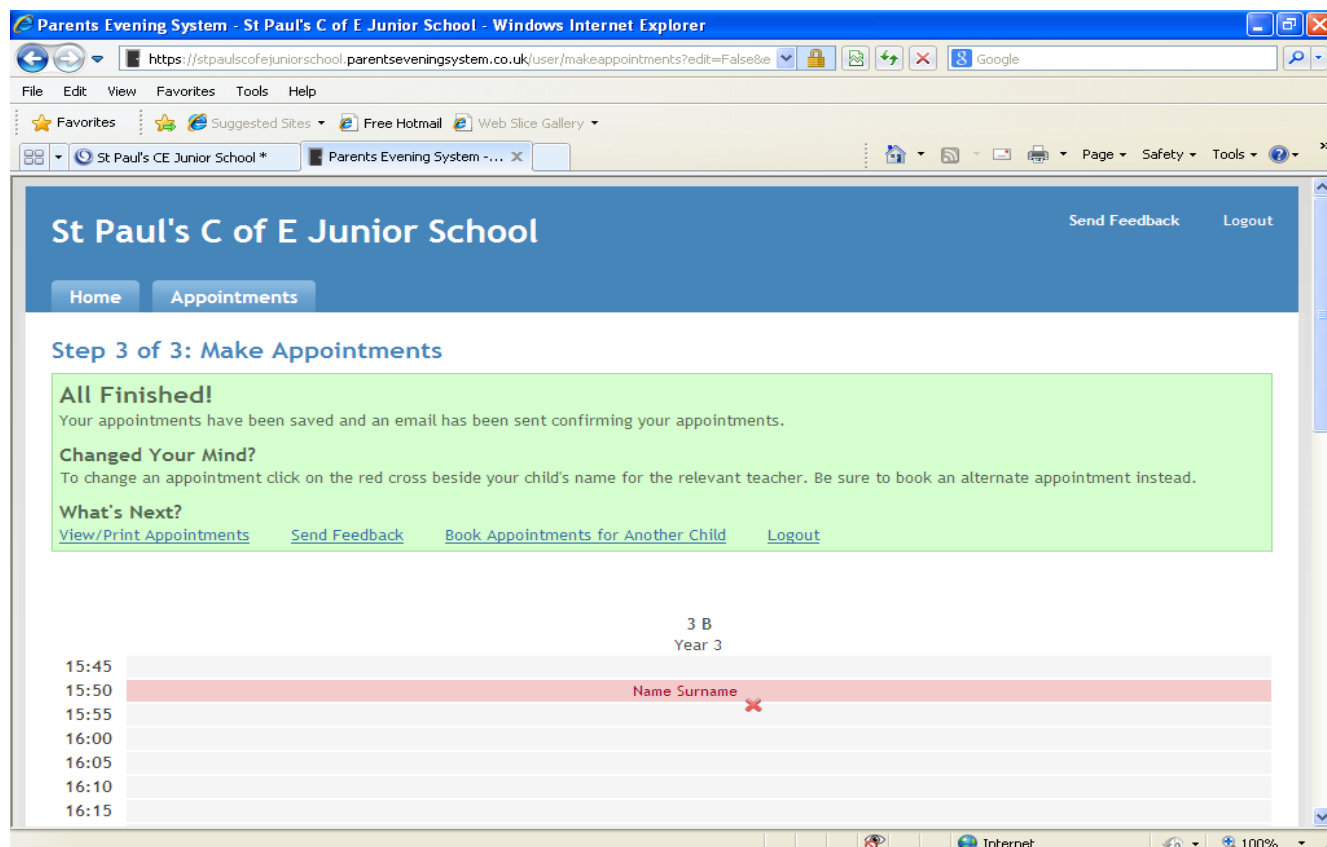 Parents Evening System - St Paul's C of E Junior School - Windows Internet Explorer
https://stpaulscofejuniorschool.parentseveningsystem.co.uk/user/makeappointments?edit=False&e
Google
File Edit View Favorites Tools Help
Favorites Suggested Sites Free Hotmail Web Slice Gallery
St Paul's CE Junior School * Parents Evening System -... Page Safety Tools
St Paul's C of E Junior School
Send Feedback Logout
Home Appointments
Step 3 of 3: Make Appointments
All Finished!
Your appointments have been saved and an email has been sent confirming your appointments.
Changed Your Mind?
To change an appointment click on the red cross beside your child's name for the relevant teacher. Be sure to book an alternate appointment instead.
What's Next?
View/Print Appointments Send Feedback Book Appointments for Another Child Logout
3 B
Year 3
15:45
15:50 Name Surname
15:55
16:00
16:05
16:10
16:15
Internet 100%